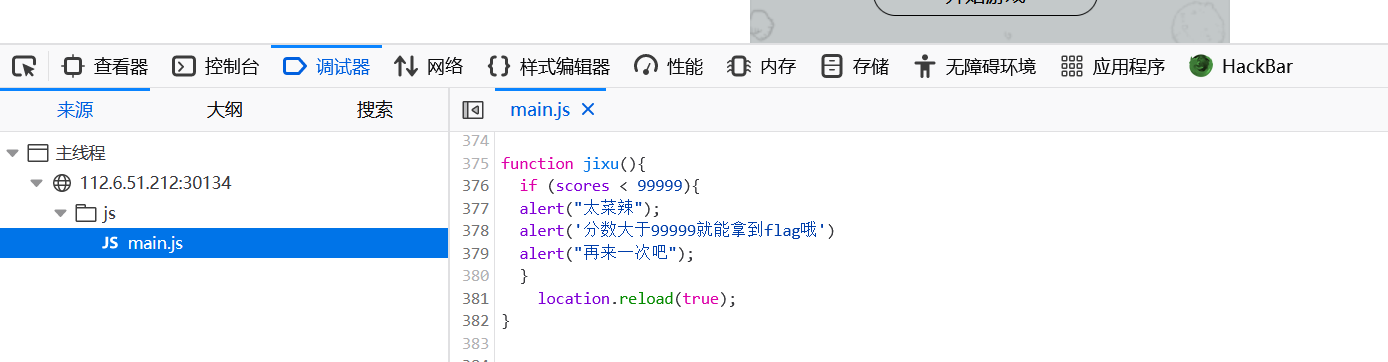 查看器 控制台 调试器 网络 样式编辑器 性能 内存 存储 无障碍环境 应用程序 HackBar
来源 大纲 搜索 main.js
主线程
112.6.51.212:30134
js
JS main.js
374
375 function jixu(){
376 if (scores < 99999){
377 alert("太菜辣");
378 alert('分数大于99999就能拿到flag哦')
379 alert("再来一次吧");
380 }
381 location.reload(true);
382 }
383